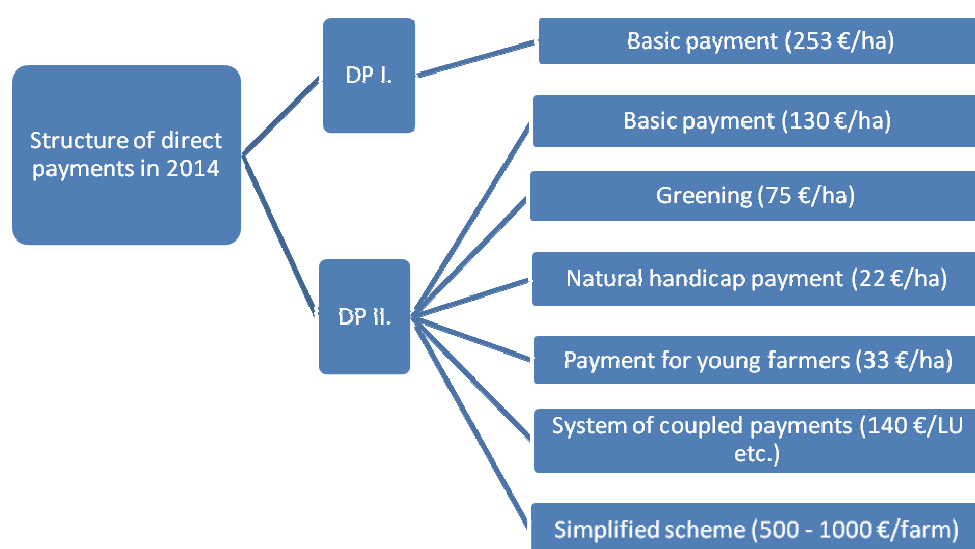 Structure of direct
payments in 2014
DP I.
Basic payment (253 €/ha)
DP II.
Basic payment (130 €/ha)
Greening (75 €/ha)
Natural handicap payment (22 €/ha)
Payment for young farmers (33 €/ha)
System of coupled payments (140 €/LU
etc.)
Simplified scheme (500 - 1000 €/farm)